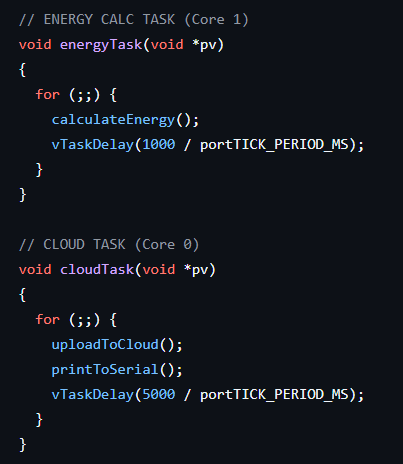 // ENERGY CALC TASK (Core 1)
void energyTask(void *pv)
{
  for (;;) {
    calculateEnergy();
    vTaskDelay(1000 / portTICK_PERIOD_MS);
  }
}

// CLOUD TASK (Core 0)
void cloudTask(void *pv)
{
  for (;;) {
    uploadToCloud();
    printToSerial();
    vTaskDelay(5000 / portTICK_PERIOD_MS);
  }
}